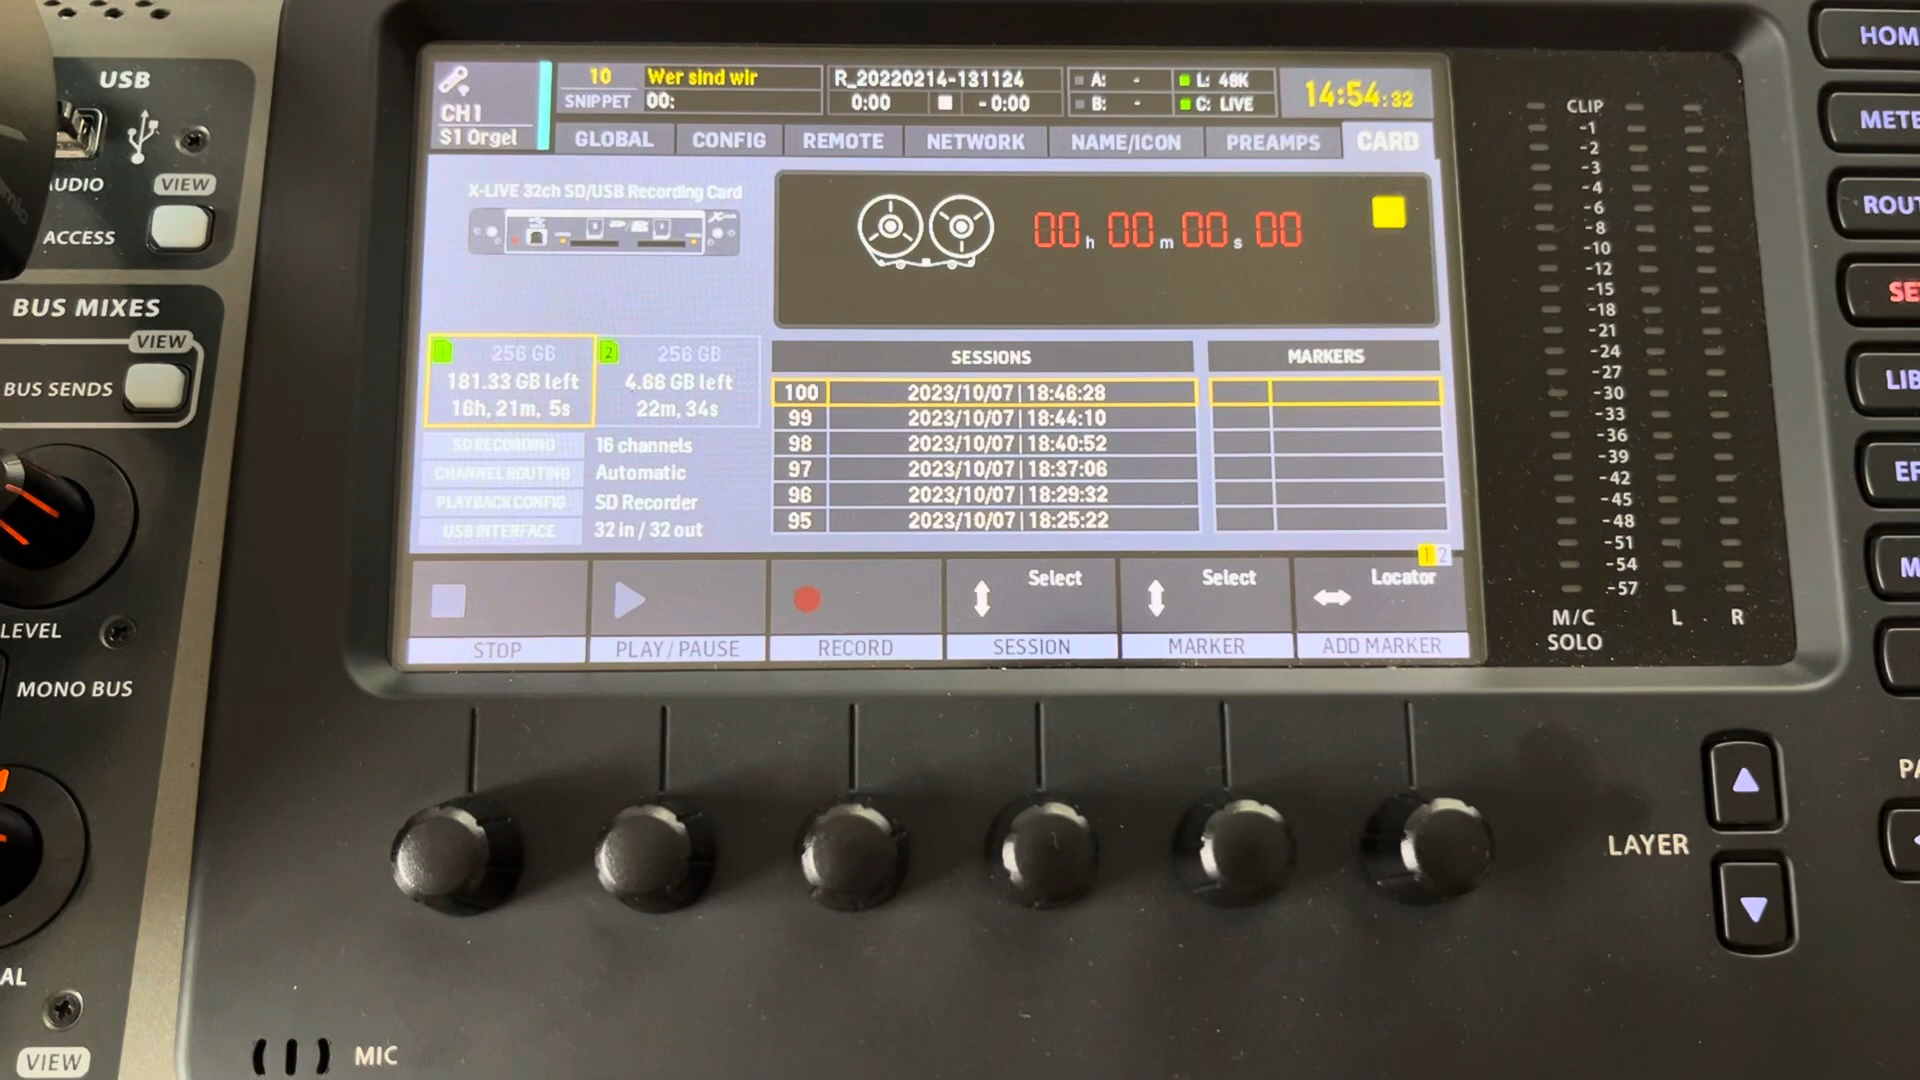 USB
AUDIO
VIEW
ACCESS
BUS MIXES
VIEW
BUS SENDS
LEVEL
MONO BUS
VIEW
MIC
CH1
S1 Orgel
10
SNIPPET
Wer sind wir
00:
R_20220214-131124
0:00
-0:00
A: -
B: -
L: 48K
C: LIVE
14:54:32
GLOBAL
CONFIG
REMOTE
NETWORK
NAME/ICON
PREAMPS
CARD
X-LIVE 32ch SD/USB Recording Card
00 h 00 m 00 s 00
1
256 GB
181.33 GB left
16h, 21m, 5s
2
256 GB
4.66 GB left
22m, 34s
SD RECORDING 16 channels
CHANNEL ROUTING Automatic
PLAYBACK CONFIG SD Recorder
USB INTERFACE 32 in / 32 out
SESSIONS
100 2023/10/07 | 18:46:28
99 2023/10/07 | 18:44:10
98 2023/10/07 | 18:40:52
97 2023/10/07 | 18:37:06
96 2023/10/07 | 18:29:32
95 2023/10/07 | 18:25:22
MARKERS
1 2
Select
Select
Locator
STOP
PLAY / PAUSE
RECORD
SESSION
MARKER
ADD MARKER
CLIP
-1
-2
-3
-4
-6
-8
-10
-12
-15
-18
-21
-24
-27
-30
-33
-36
-39
-42
-45
-48
-51
-54
-57
M/C
SOLO
L
R
LAYER
HOM
METE
ROUT
SE
LIB
EF
M
PA
AL